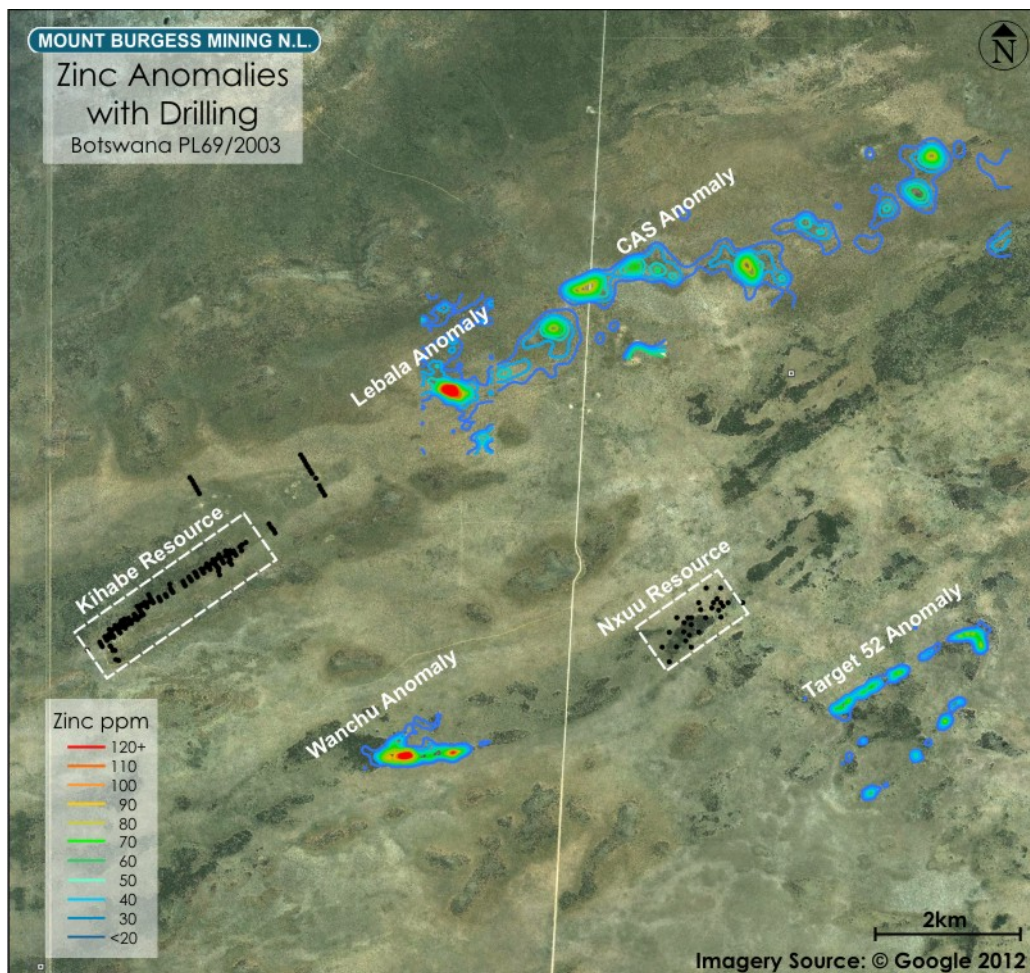 MOUNT BURGESS MINING N.L.
Zinc Anomalies
with Drilling
Botswana PL69/2003
N
CAS Anomaly
Lebala Anomaly
Kihabe Resource
Nxuu Resource
Target 52 Anomaly
Wanchu Anomaly
Zinc ppm
120+
110
100
90
80
70
60
50
40
30
<20
2km
Imagery Source: © Google 2012